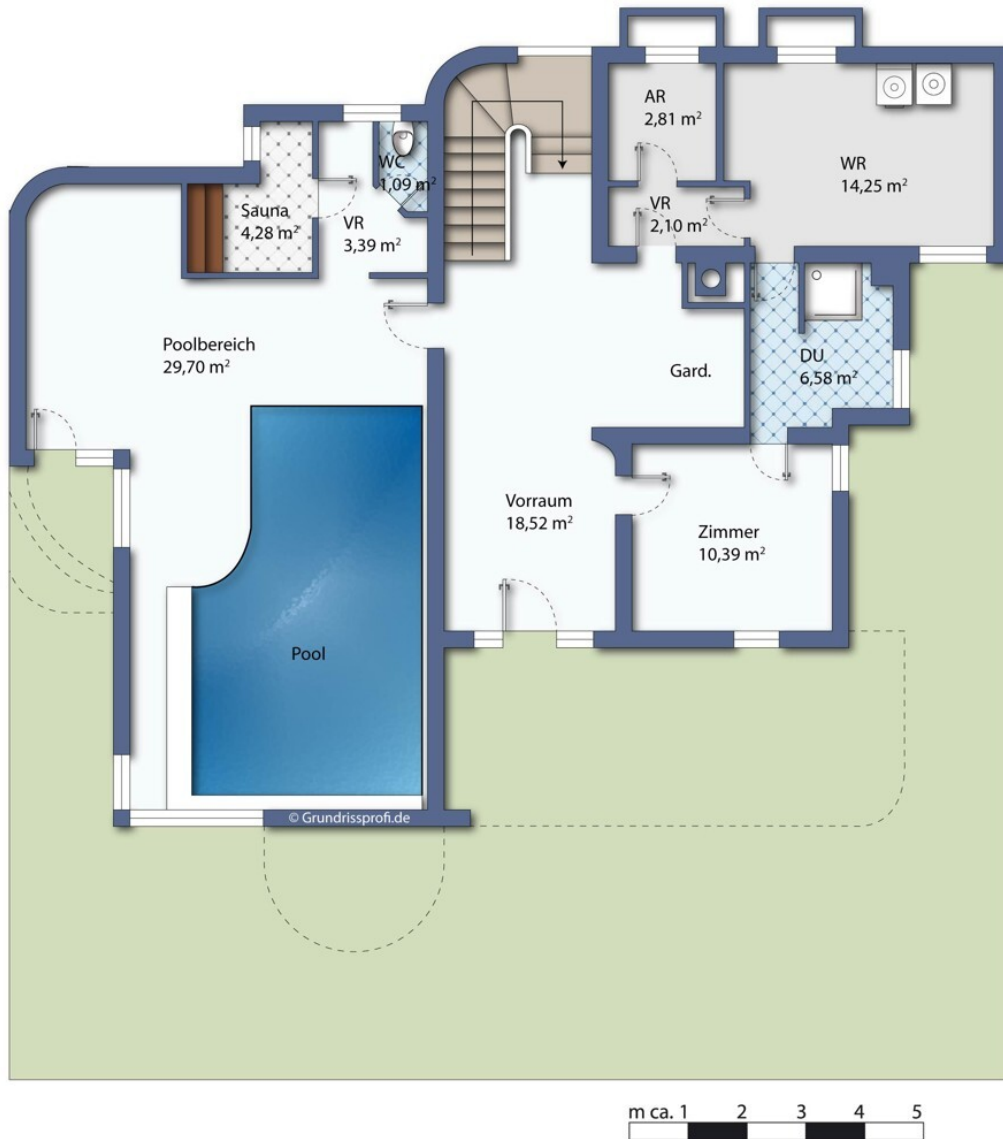 AR
2,81 m²
WC
1,09 m²
WR
14,25 m²
Sauna
4,28 m²
VR
3,39 m²
VR
2,10 m²
Poolbereich
29,70 m²
Gard.
DU
6,58 m²
Vorraum
18,52 m²
Zimmer
10,39 m²
Pool
© Grundrissprofi.de
m ca. 1 2 3 4 5